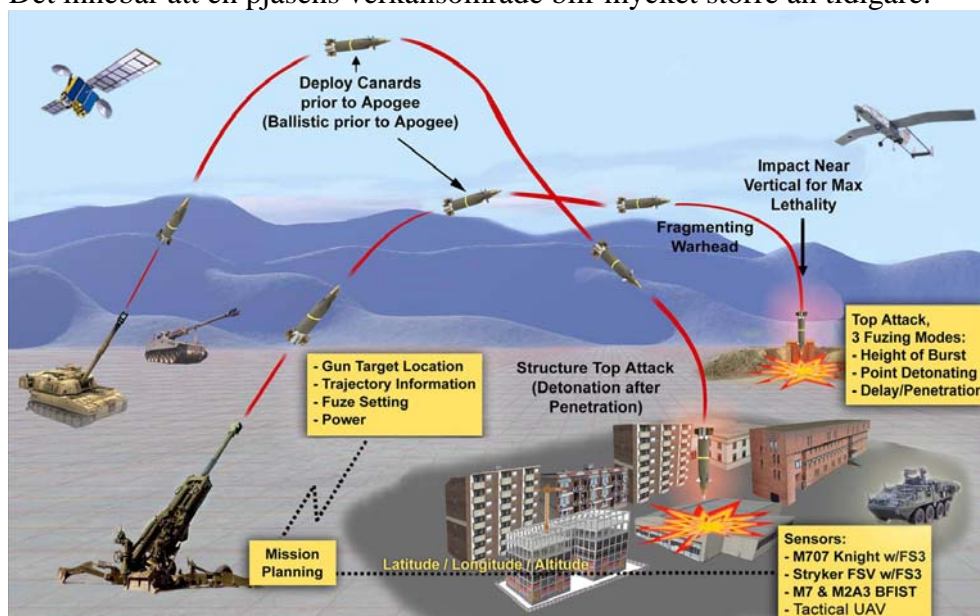 Det innebär att en pjäsens verkansområde blir mycket större än tidigare.
Deploy Canards
prior to Apogee
(Ballistic prior to Apogee)
Impact Near
Vertical for Max
Lethality
Fragmenting
Warhead
Top Attack,
3 Fuzing Modes:
- Height of Burst
- Point Detonating
- Delay/Penetration
- Gun Target Location
- Trajectory Information
- Fuze Setting
- Power
Structure Top Attack
(Detonation after
Penetration)
Mission
Planning
Latitude / Longitude / Altitude
Sensors:
- M707 Knight w/FS3
- Stryker FSV w/FS3
- M7 & M2A3 BFIST
- Tactical UAV